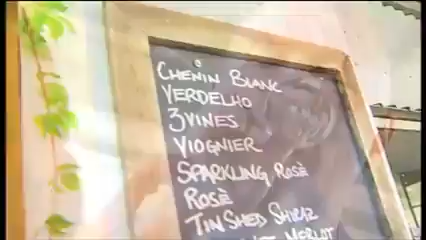 CHENIN BLANC
VERDELHO
3VINES
VIOGNIER
SPARKLING ROSÈ
ROSÈ
TIN SHED SHIRAZ
MERLOT